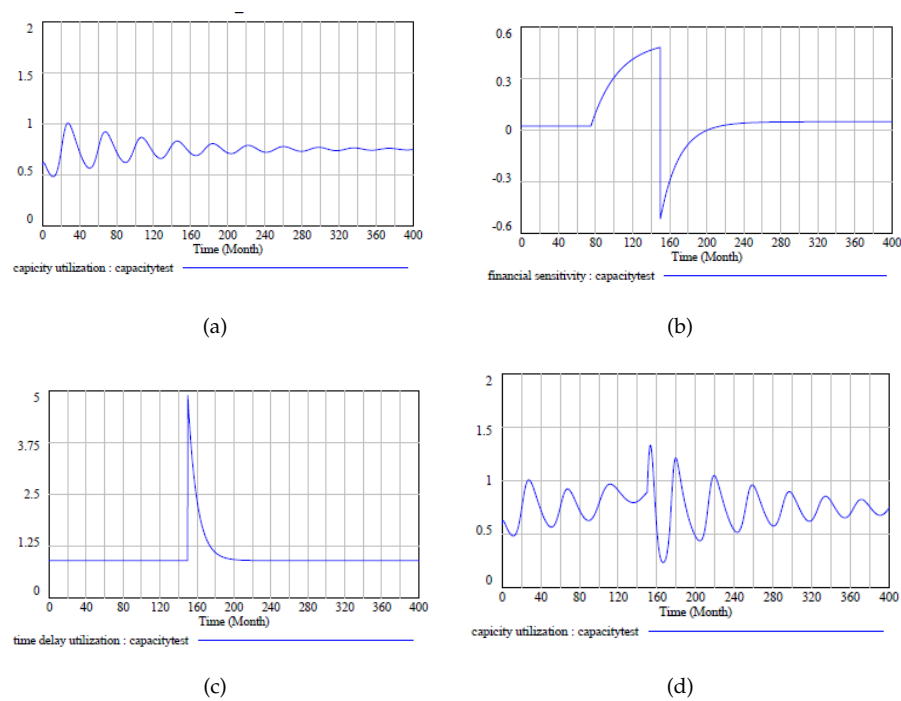 2
1.5
1
0.5
0
0 40 80 120 160 200 240 280 320 360 400
Time (Month)
capicity utilization : capacitytest
(a)
0.6
0.3
0
-0.3
-0.6
0 40 80 120 160 200 240 280 320 360 400
Time (Month)
financial sensitivity : capacitytest
(b)
5
3.75
2.5
1.25
0
0 40 80 120 160 200 240 280 320 360 400
Time (Month)
time delay utilization : capacitytest
(c)
2
1.5
1
0.5
0
0 40 80 120 160 200 240 280 320 360 400
Time (Month)
capicity utilization : capacitytest
(d)